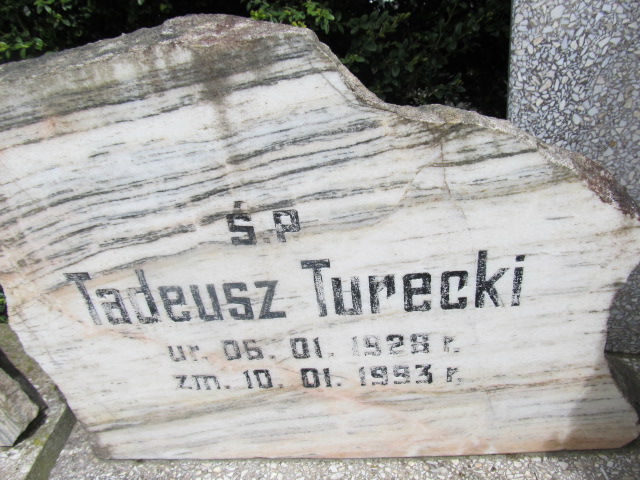 Ś.P
Tadeusz Turecki
ur. 06. 01. 1928 r.
zm. 10. 01. 1993 r.